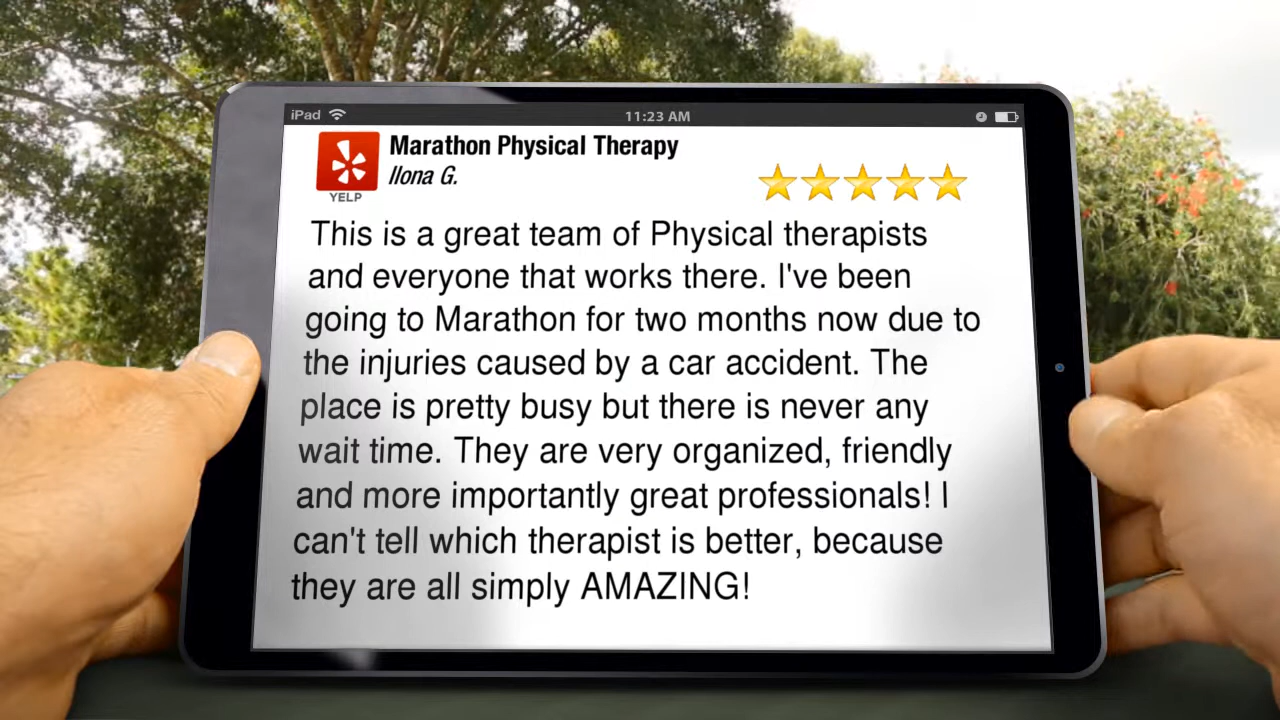 iPad 11:23 AM
Marathon Physical Therapy
Ilona G.
YELP
This is a great team of Physical therapists
and everyone that works there. I've been
going to Marathon for two months now due to
the injuries caused by a car accident. The
place is pretty busy but there is never any
wait time. They are very organized, friendly
and more importantly great professionals! I
can't tell which therapist is better, because
they are all simply AMAZING!